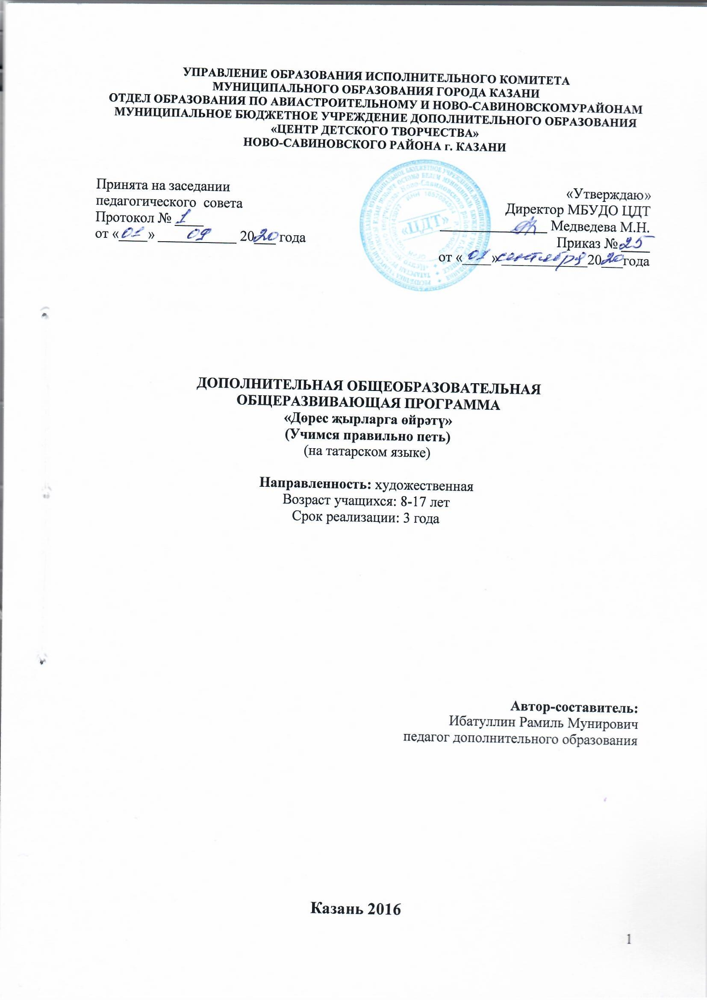 УПРАВЛЕНИЕ ОБРАЗОВАНИЯ ИСПОЛНИТЕЛЬНОГО КОМИТЕТА
МУНИЦИПАЛЬНОГО ОБРАЗОВАНИЯ ГОРОДА КАЗАНИ
ОТДЕЛ ОБРАЗОВАНИЯ ПО АВИАСТРОИТЕЛЬНОМУ И НОВО-САВИНОВСКОМУРАЙОНАМ
МУНИЦИПАЛЬНОЕ БЮДЖЕТНОЕ УЧРЕЖДЕНИЕ ДОПОЛНИТЕЛЬНОГО ОБРАЗОВАНИЯ
«ЦЕНТР ДЕТСКОГО ТВОРЧЕСТВА»
НОВО-САВИНОВСКОГО РАЙОНА г. КАЗАНИ
Принята на заседании
педагогического совета
Протокол № 1
от «01» 09 2020 года
«ЦДТ»
«Утверждаю»
Директор МБУДО ЦДТ
Медведева М.Н.
Приказ № 25
от «01» сентября 2020 года
ДОПОЛНИТЕЛЬНАЯ ОБЩЕОБРАЗОВАТЕЛЬНАЯ
ОБЩЕРАЗВИВАЮЩАЯ ПРОГРАММА
«Дөрес җырларга өйрәтү»
(Учимся правильно петь)
(на татарском языке)
Направленность: художественная
Возраст учащихся: 8-17 лет
Срок реализации: 3 года
Автор-составитель:
Ибатуллин Рамиль Мунирович
педагог дополнительного образования
Казань 2016
1